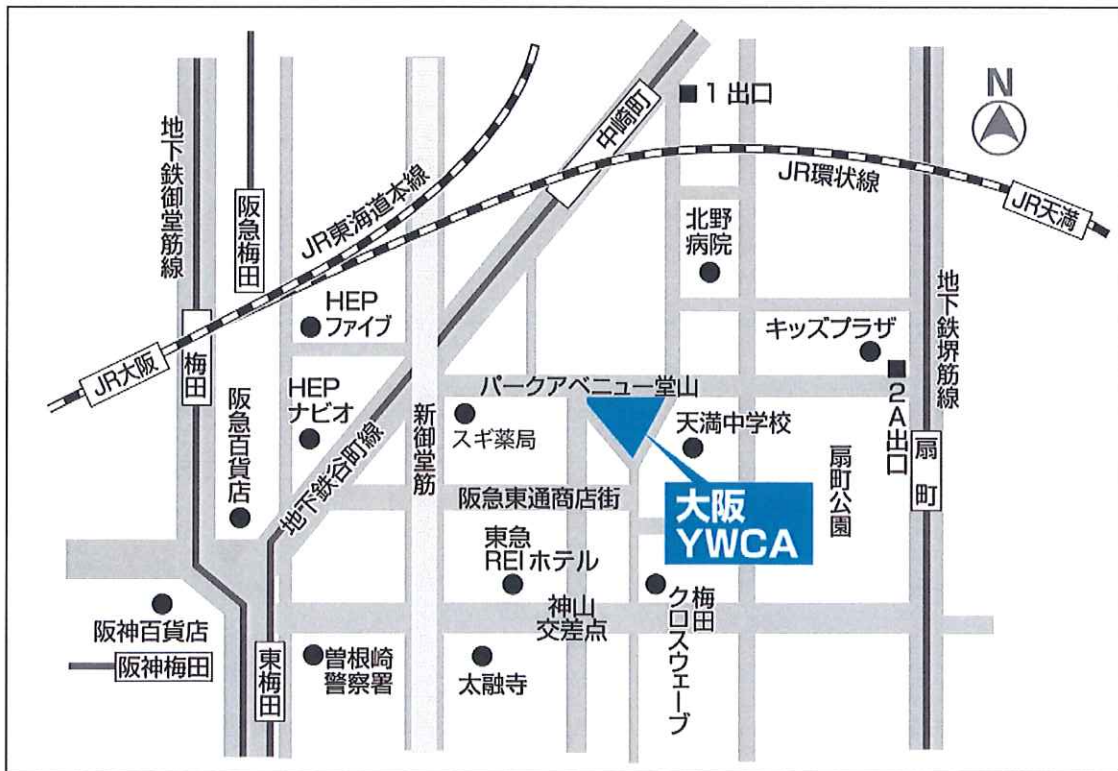 N
1出口
中崎町
地下鉄御堂筋線
阪急梅田
JR東海道本線
JR環状線
JR天満
北野
病院
HEP
ファイブ
梅田
JR大阪
キッズプラザ
地下鉄堺筋線
パークアベニュー堂山
2A出口
HEP
ナビオ
阪急百貨店
スギ薬局
天満中学校
新御堂筋
地下鉄谷町線
扇町公園
扇町
阪急東通商店街
大阪
YWCA
東急
REIホテル
神山
交差点
梅田
クロスウェーブ
阪神百貨店
阪神梅田
東梅田
曽根崎
警察署
太融寺